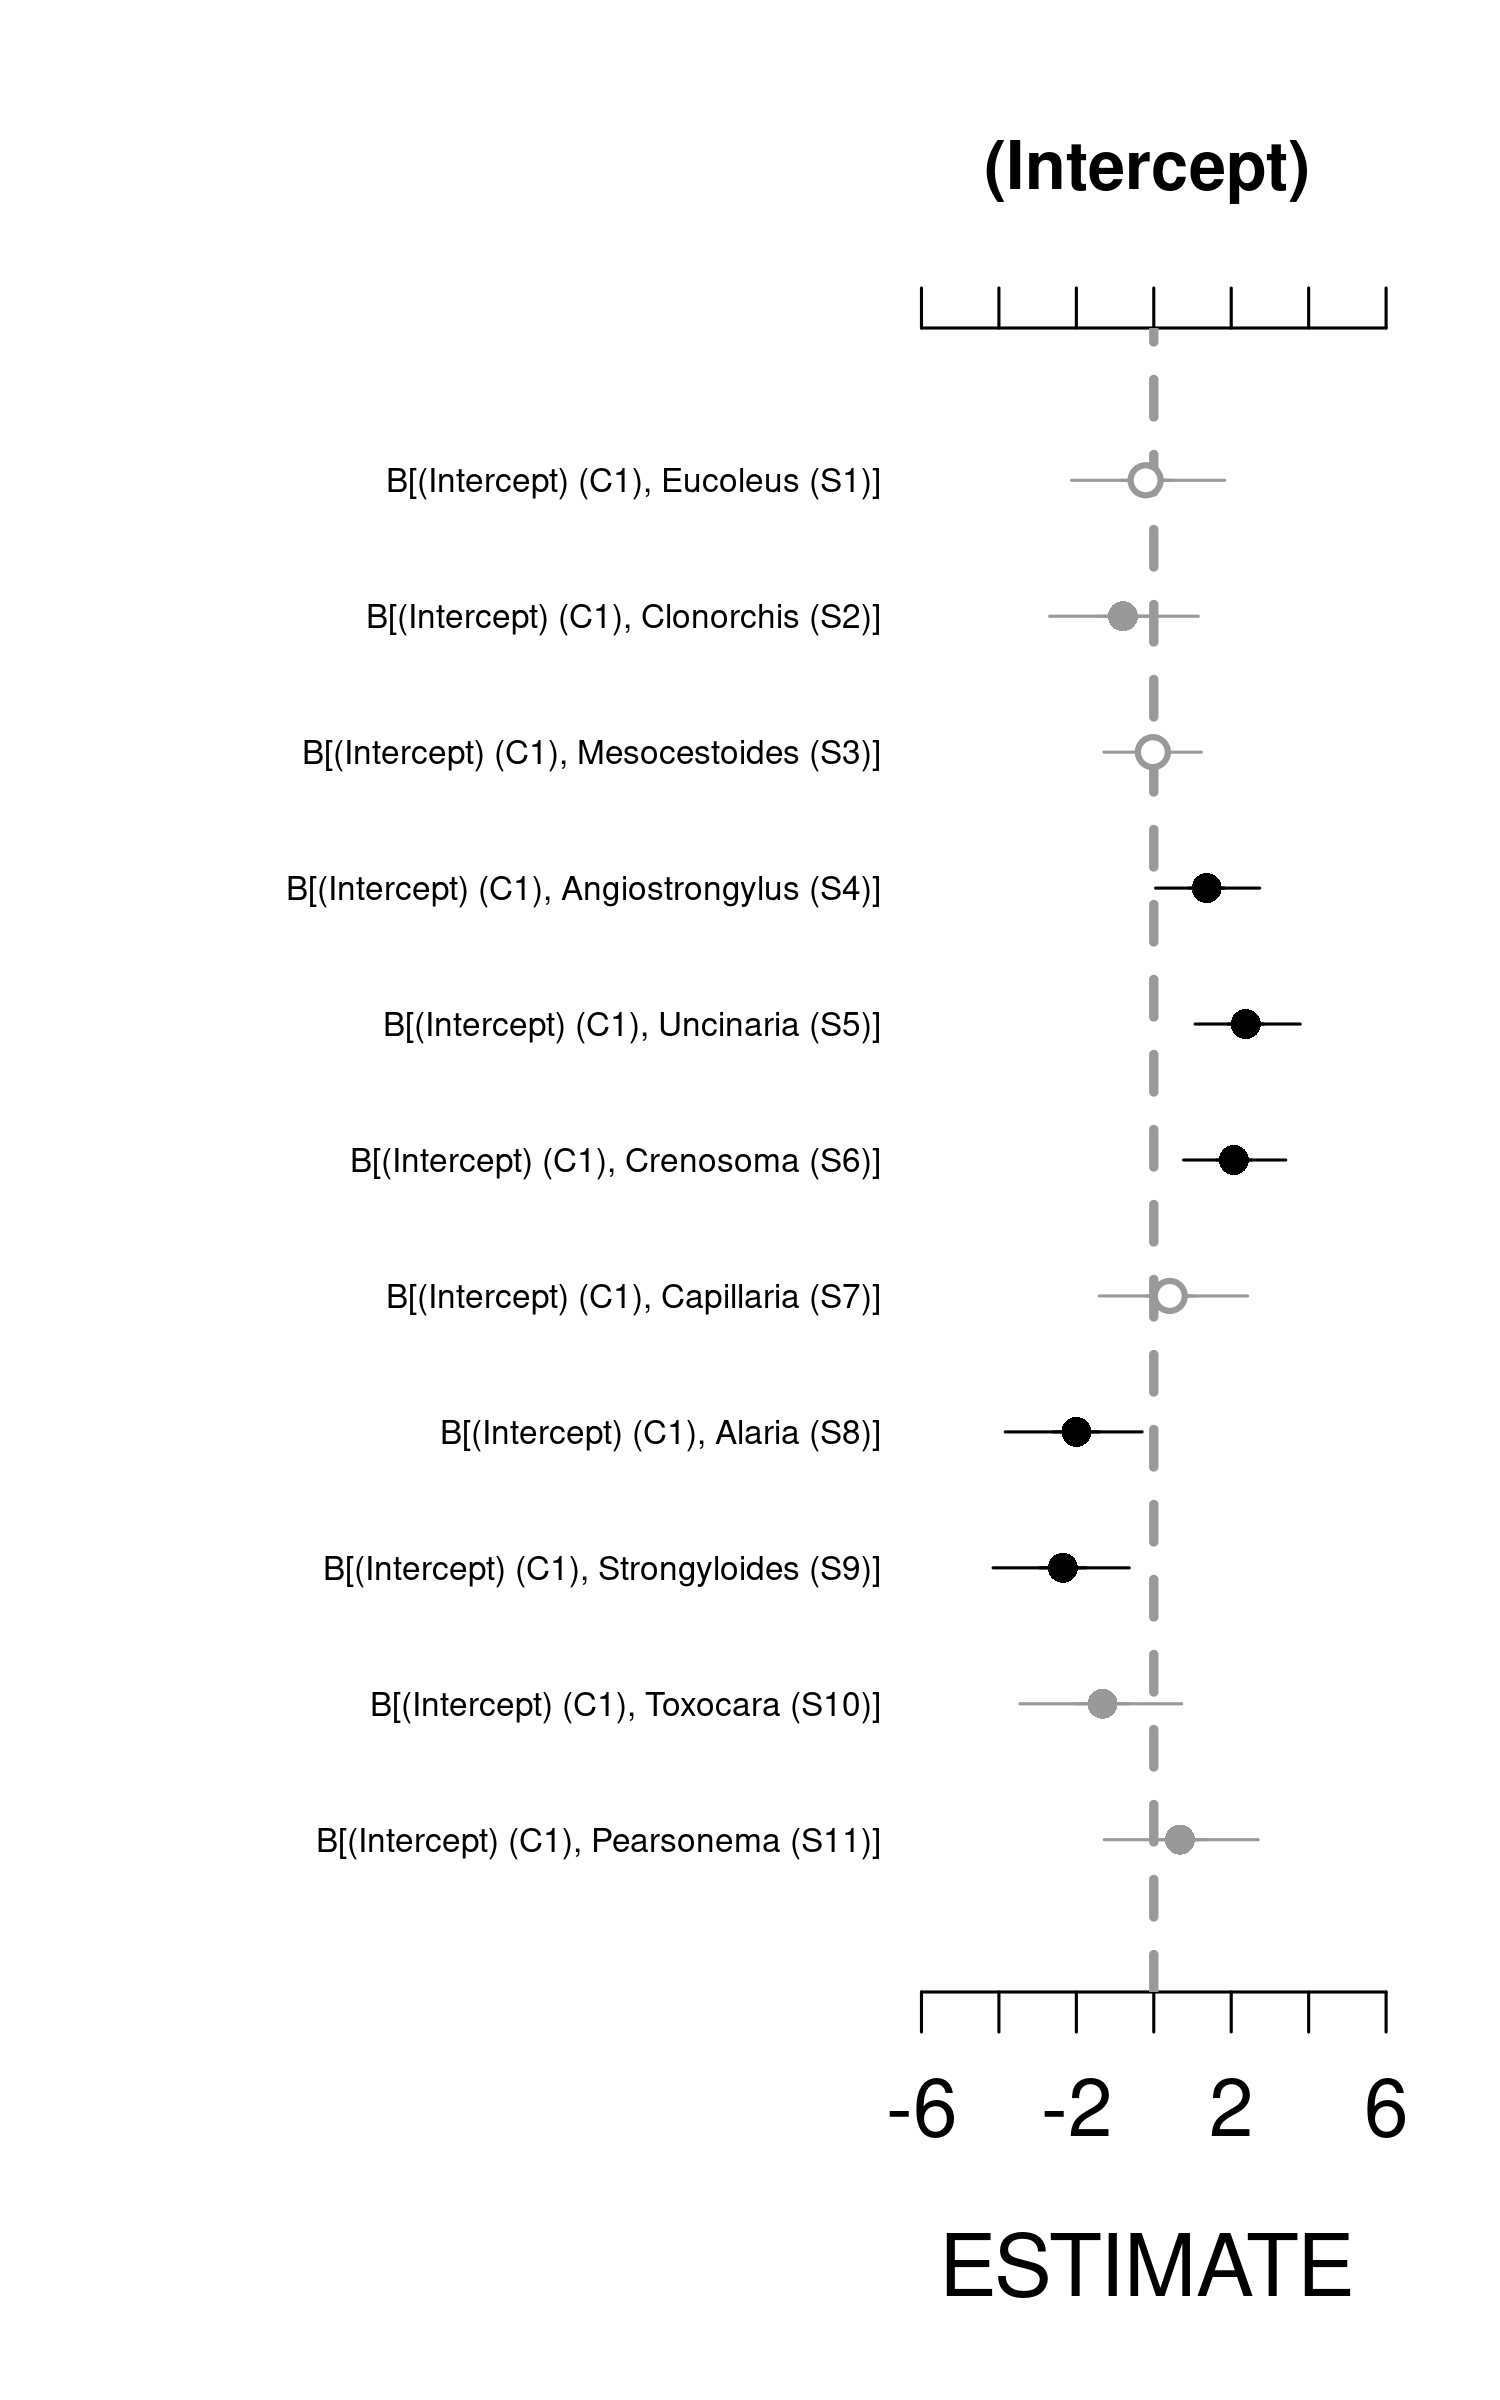 (Intercept)
B[(Intercept) (C1), Eucoleus (S1)]
B[(Intercept) (C1), Clonorchis (S2)]
B[(Intercept) (C1), Mesocestoides (S3)]
B[(Intercept) (C1), Angiostrongylus (S4)]
B[(Intercept) (C1), Uncinaria (S5)]
B[(Intercept) (C1), Crenosoma (S6)]
B[(Intercept) (C1), Capillaria (S7)]
B[(Intercept) (C1), Alaria (S8)]
B[(Intercept) (C1), Strongyloides (S9)]
B[(Intercept) (C1), Toxocara (S10)]
B[(Intercept) (C1), Pearsonema (S11)]
-6 -2 2 6
ESTIMATE